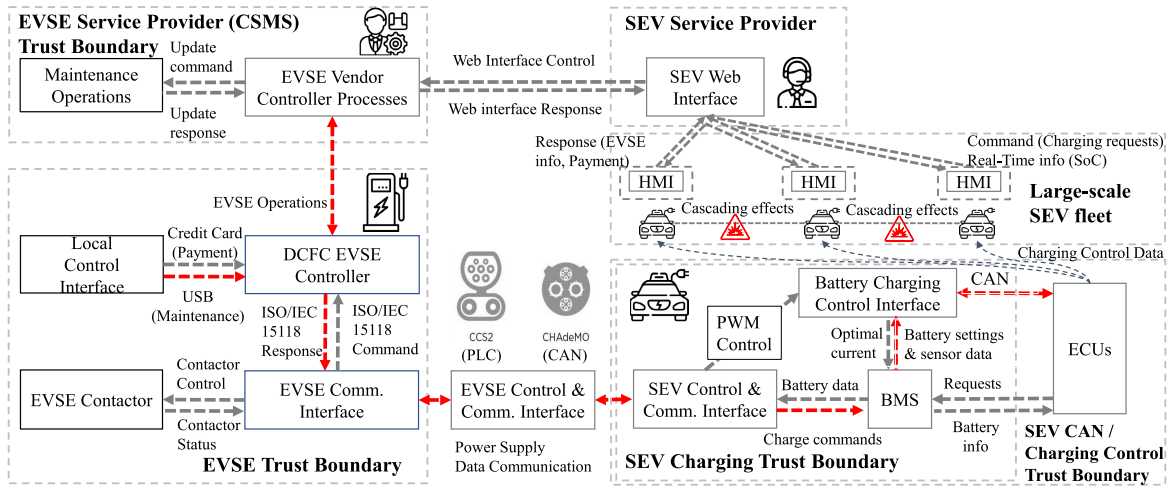 EVSE Service Provider (CSMS)
Trust Boundary
Update
command
Maintenance
Operations
Update
response
EVSE Vendor
Controller Processes
Web Interface Control
Web interface Response
SEV Service Provider
SEV Web
Interface
Response (EVSE
info, Payment)
Command (Charging requests)
Real-Time info (SoC)
HMI
HMI
HMI
Large-scale
SEV fleet
Cascading effects
Cascading effects
Charging Control Data
EVSE Operations
Local
Control
Interface
Credit Card
(Payment)
USB
(Maintenance)
DCFC EVSE
Controller
ISO/IEC
15118
Response
ISO/IEC
15118
Command
CCS2
(PLC)
CHAdeMO
(CAN)
EVSE Contactor
Contactor
Control
Contactor
Status
EVSE Comm.
Interface
EVSE Trust Boundary
EVSE Control &
Comm. Interface
Power Supply
Data Communication
Battery Charging
Control Interface
CAN
PWM
Control
Optimal
current
Battery settings
& sensor data
ECUs
SEV Control &
Comm. Interface
Battery data
Charge commands
BMS
Requests
Battery
info
SEV Charging Trust Boundary
SEV CAN /
Charging Control
Trust Boundary